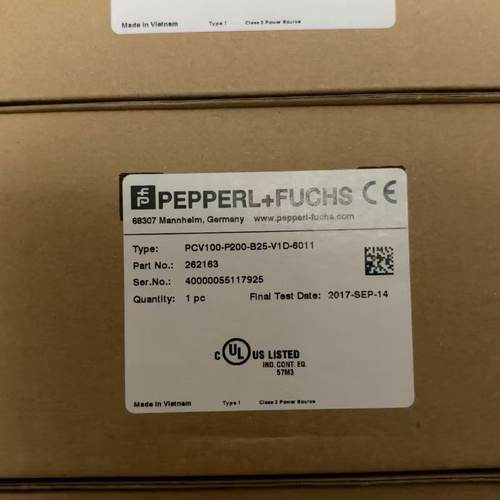 Made in Vietnam Type 1 Class 2 Power Source
PEPPERL+FUCHS CE
68307 Mannheim, Germany www.pepperl-fuchs.com
Type: PCV100-F200-B25-V1D-6011
Part No.: 262163
Ser.No.: 40000055117925
Quantity: 1 pc Final Test Date: 2017-SEP-14
C UL US LISTED
IND. CONT. EQ.
57M3
Made in Vietnam Type 1 Class 2 Power Source